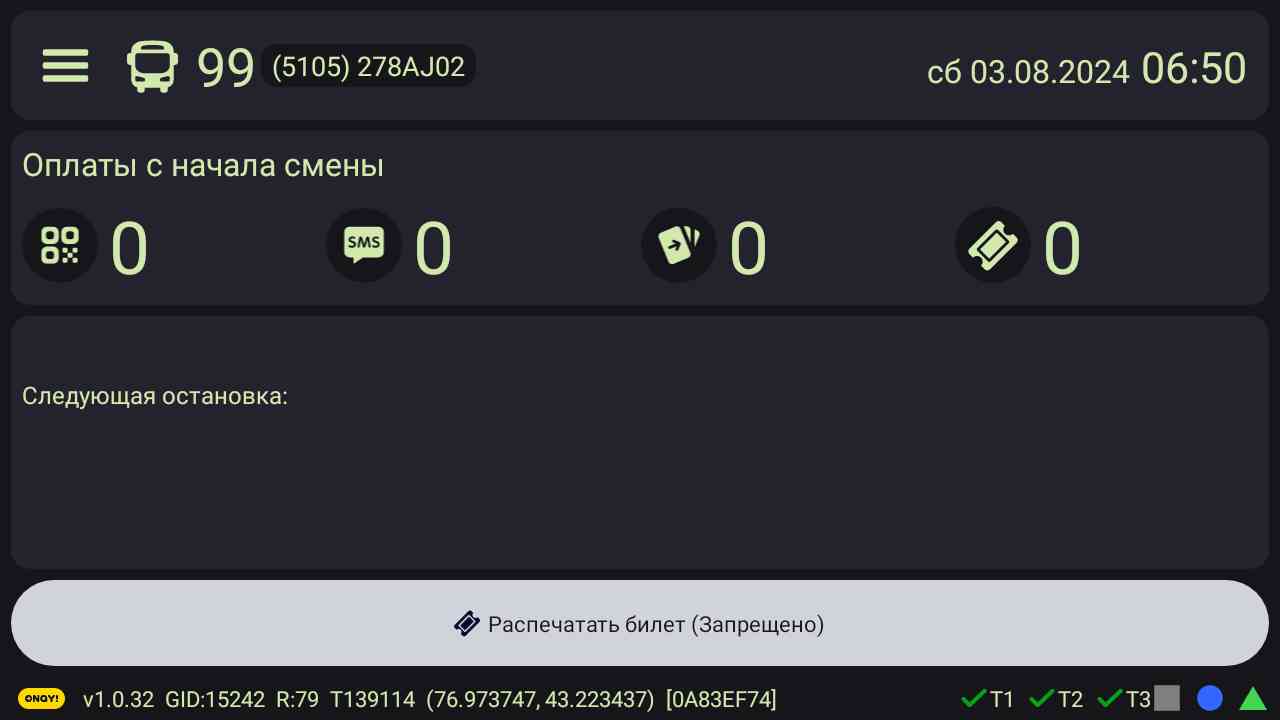 99 (5105) 278AJ02 сб 03.08.2024 06:50
Оплаты с начала смены
0 SMS 0 0 0
Следующая остановка:
Распечатать билет (Запрещено)
ONAY! v1.0.32 GID:15242 R:79 T139114 (76.973747, 43.223437) [0A83EF74] T1 T2 T3